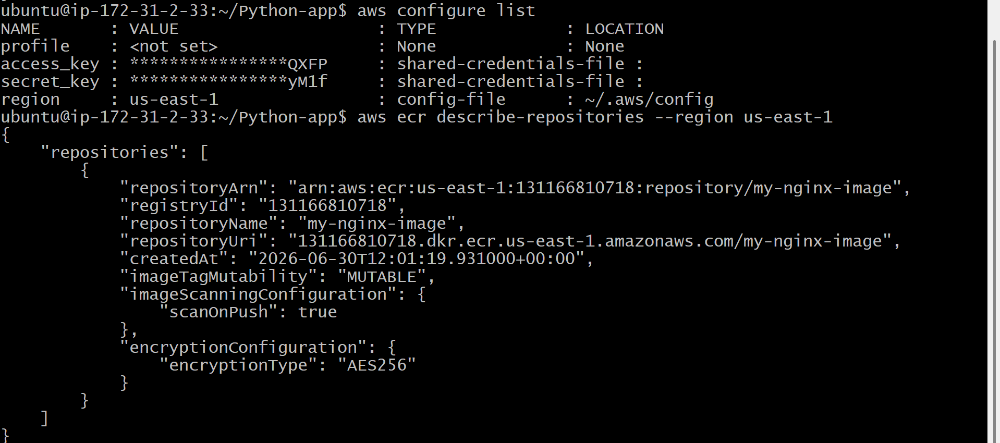 ubuntu@ip-172-31-2-33:~/Python-app$ aws configure list
NAME       : VALUE                    : TYPE             : LOCATION
profile    : <not set>                : None             : None
access_key : ****************QXFP     : shared-credentials-file :
secret_key : ****************yM1f     : shared-credentials-file :
region     : us-east-1                : config-file      : ~/.aws/config
ubuntu@ip-172-31-2-33:~/Python-app$ aws ecr describe-repositories --region us-east-1
{
    "repositories": [
        {
            "repositoryArn": "arn:aws:ecr:us-east-1:131166810718:repository/my-nginx-image",
            "registryId": "131166810718",
            "repositoryName": "my-nginx-image",
            "repositoryUri": "131166810718.dkr.ecr.us-east-1.amazonaws.com/my-nginx-image",
            "createdAt": "2026-06-30T12:01:19.931000+00:00",
            "imageTagMutability": "MUTABLE",
            "imageScanningConfiguration": {
                "scanOnPush": true
            },
            "encryptionConfiguration": {
                "encryptionType": "AES256"
            }
        }
    ]
}